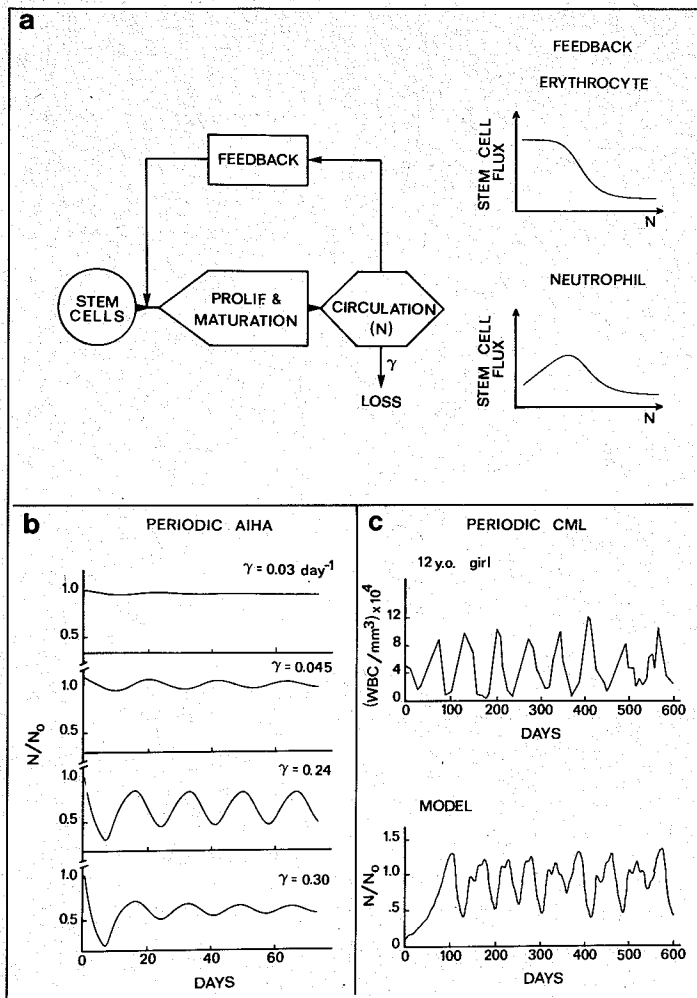 a
FEEDBACK
ERYTHROCYTE
STEM CELL
FLUX
N
FEEDBACK
STEM
CELLS
PROLIF &
MATURATION
CIRCULATION
(N)
γ
LOSS
NEUTROPHIL
STEM CELL
FLUX
N
b PERIODIC AIHA
γ = 0.03 day⁻¹
1.0
0.5
γ = 0.045
1.0
0.5
N/N₀
γ = 0.24
1.0
0.5
γ = 0.30
0.5
0 20 40 60
DAYS
c PERIODIC CML
12 y.o. girl
(WBC/mm³) x 10⁴
12
8
4
0
0 100 200 300 400 500 600
DAYS
MODEL
N/N₀
1.5
1.0
.5
0
0 100 200 300 400 500 600
DAYS